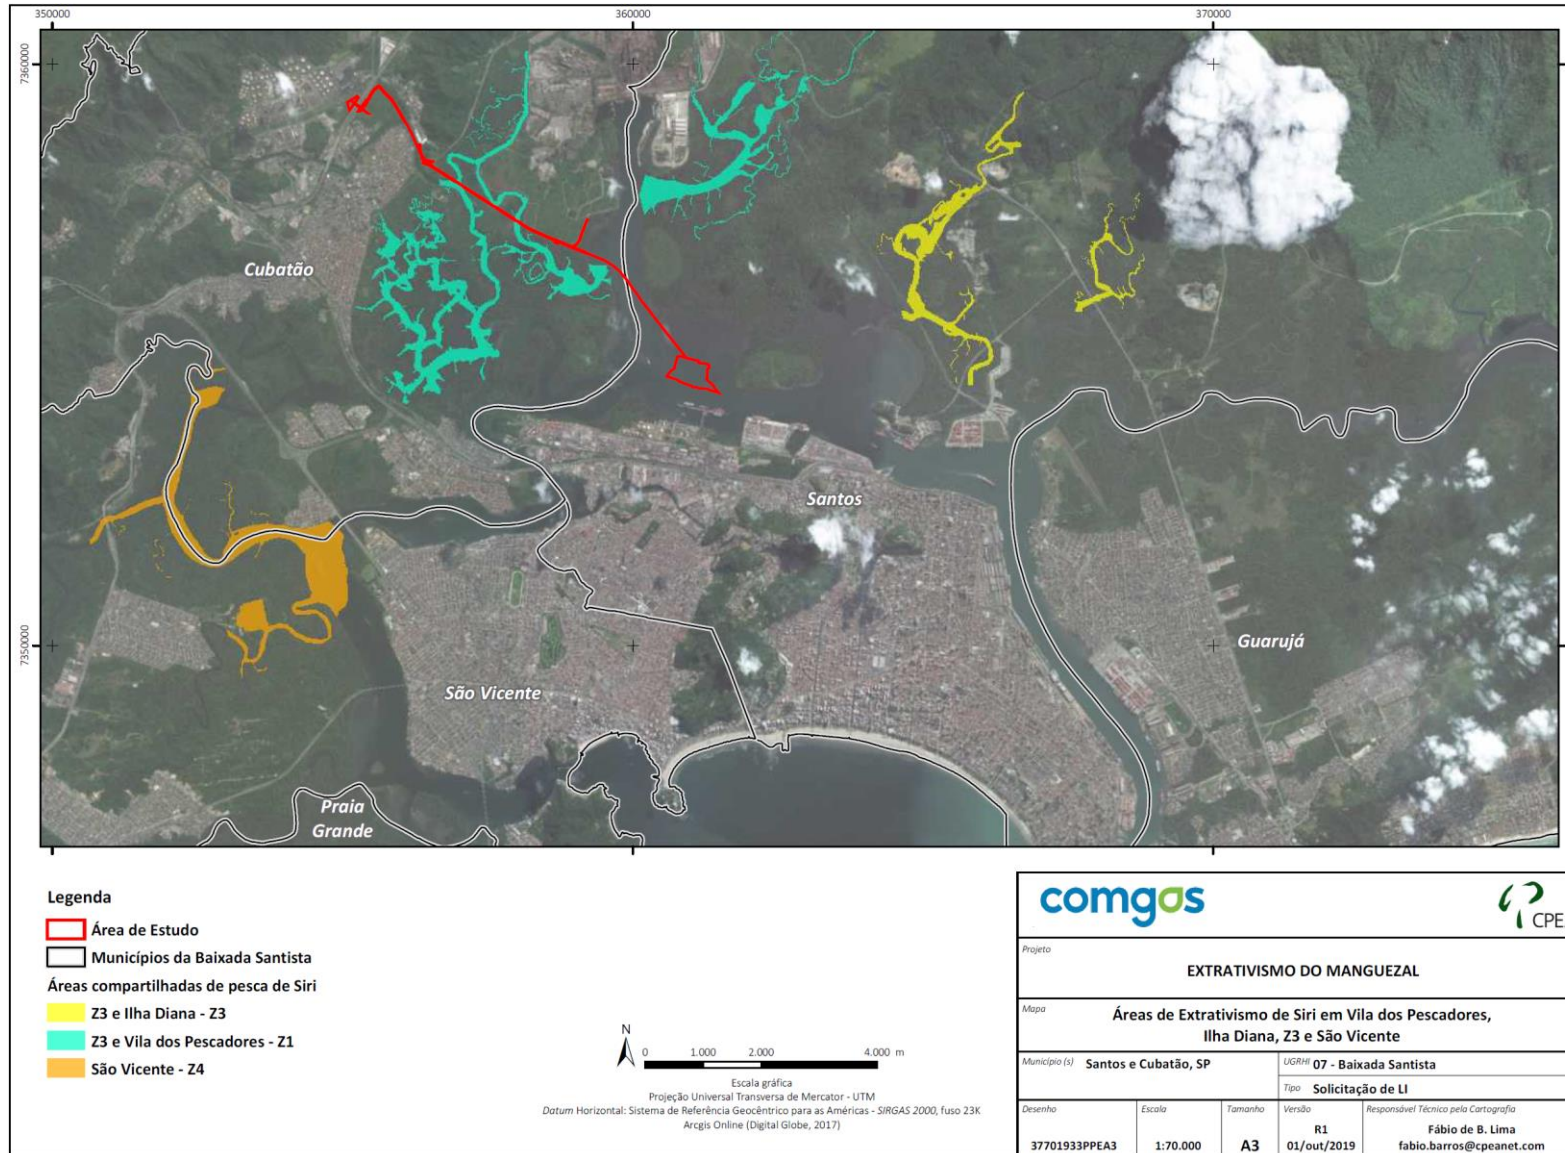 350000
360000
370000
7360000
7350000
Cubatão
Santos
São Vicente
Guarujá
Praia
Grande
Legenda
Área de Estudo
Municípios da Baixada Santista
Áreas compartilhadas de pesca de Siri
Z3 e Ilha Diana - Z3
Z3 e Vila dos Pescadores - Z1
São Vicente - Z4
N
0 1.000 2.000 4.000 m
Escala gráfica
Projeção Universal Transversa de Mercator - UTM
Datum Horizontal: Sistema de Referência Geocêntrico para as Américas - SIRGAS 2000, fuso 23K
Arcgis Online (Digital Globe, 2017)
comgas
CPE
Projeto
EXTRATIVISMO DO MANGUEZAL
Mapa
Áreas de Extrativismo de Siri em Vila dos Pescadores,
Ilha Diana, Z3 e São Vicente
Município (s) Santos e Cubatão, SP
UGRHI 07 - Baixada Santista
Tipo Solicitação de LI
Desenho
37701933PPEA3
Escala
1:70.000
Tamanho
A3
Versão
R1
01/out/2019
Responsável Técnico pela Cartografia
Fábio de B. Lima
fabio.barros@cpeanet.com